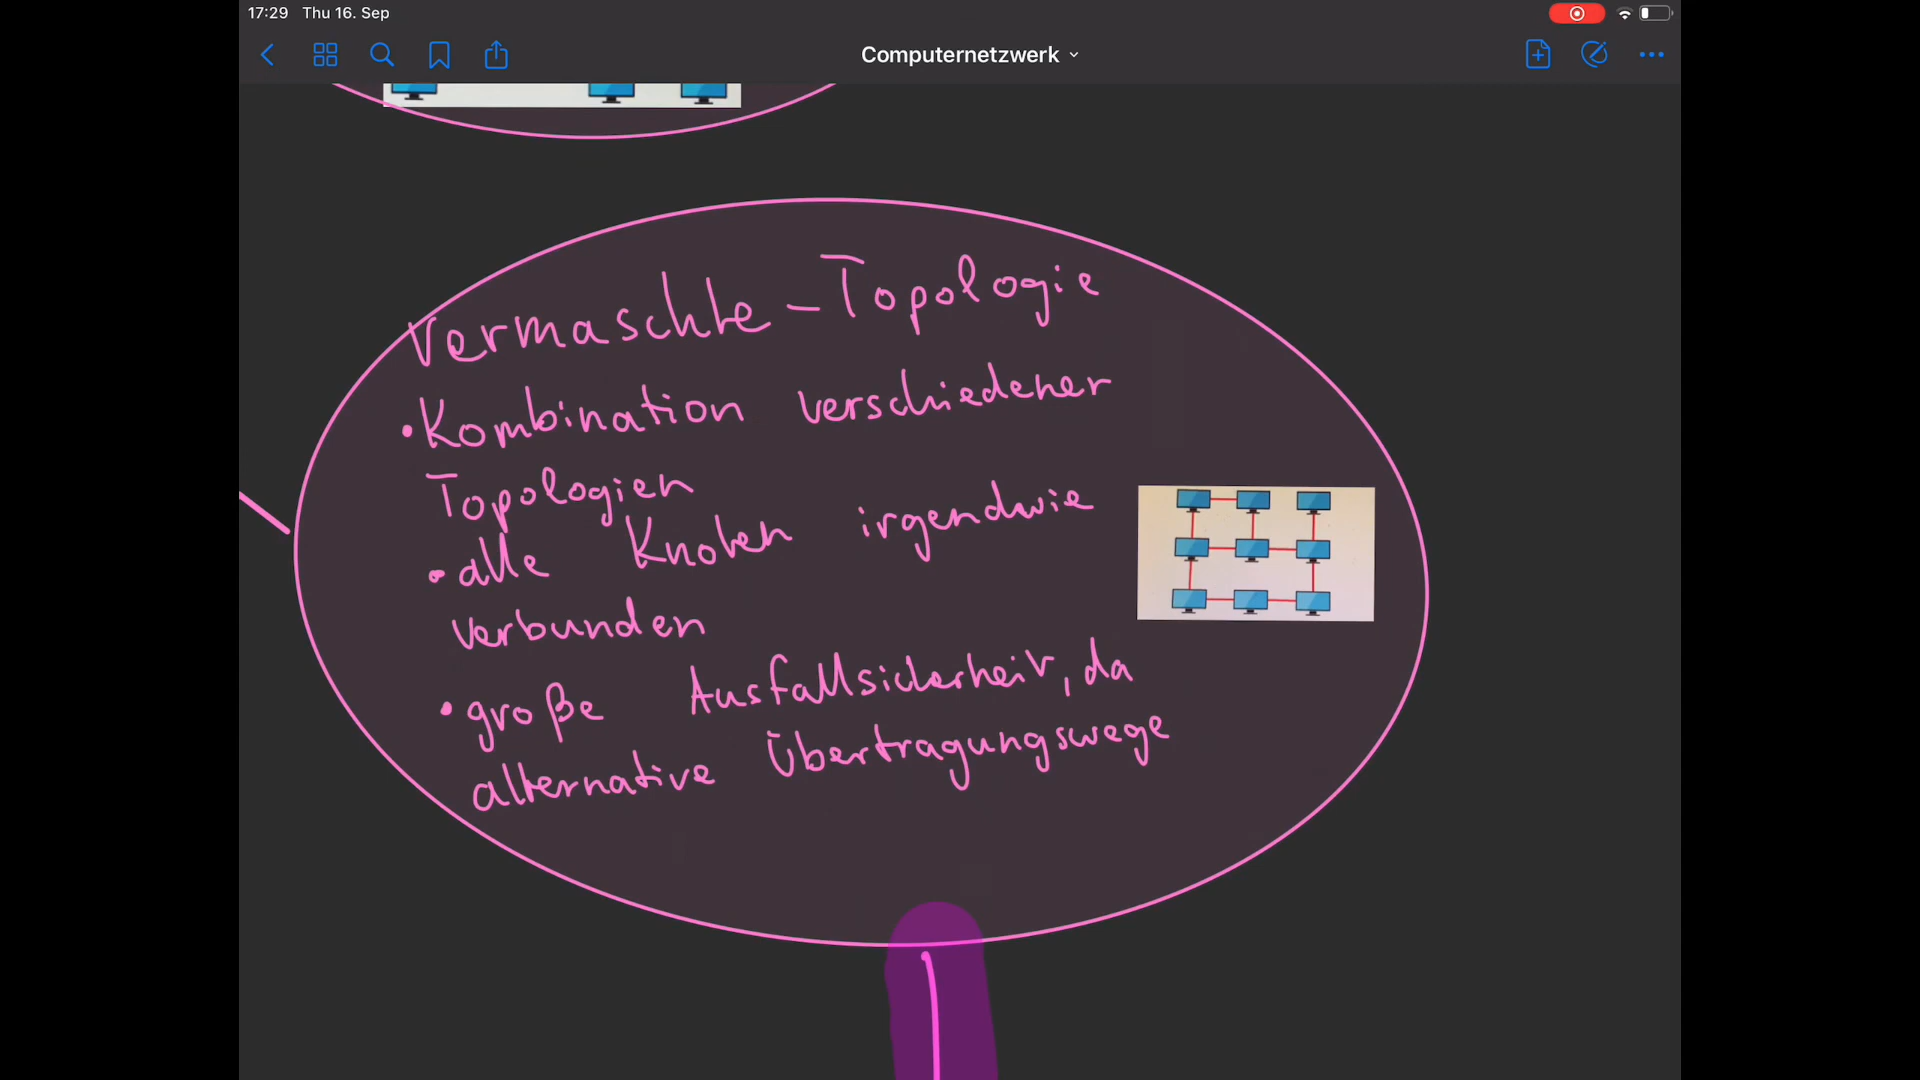 17:29 Thu 16. Sep
Computernetzwerk
Vermaschte-Topologie
• Kombination verschiedener
Topologien
• alle Knoten irgendwie
verbunden
• große Ausfallsicherheit, da
alternative Übertragungswege